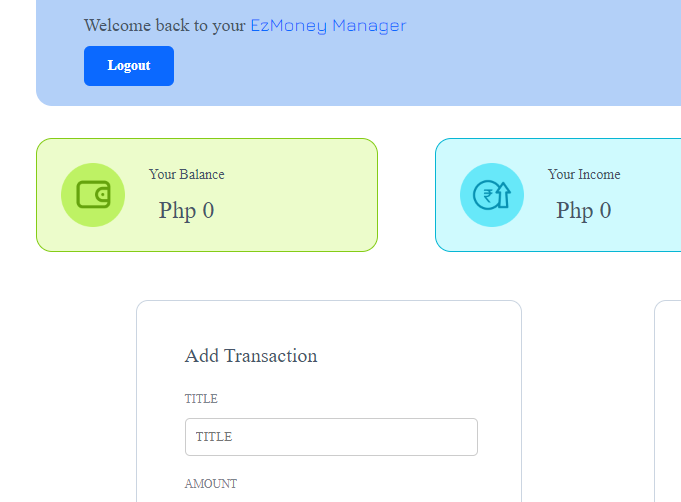 Welcome back to your EzMoney Manager
Logout
Your Balance
Php 0
Your Income
₹
Php 0
Add Transaction
TITLE
TITLE
AMOUNT